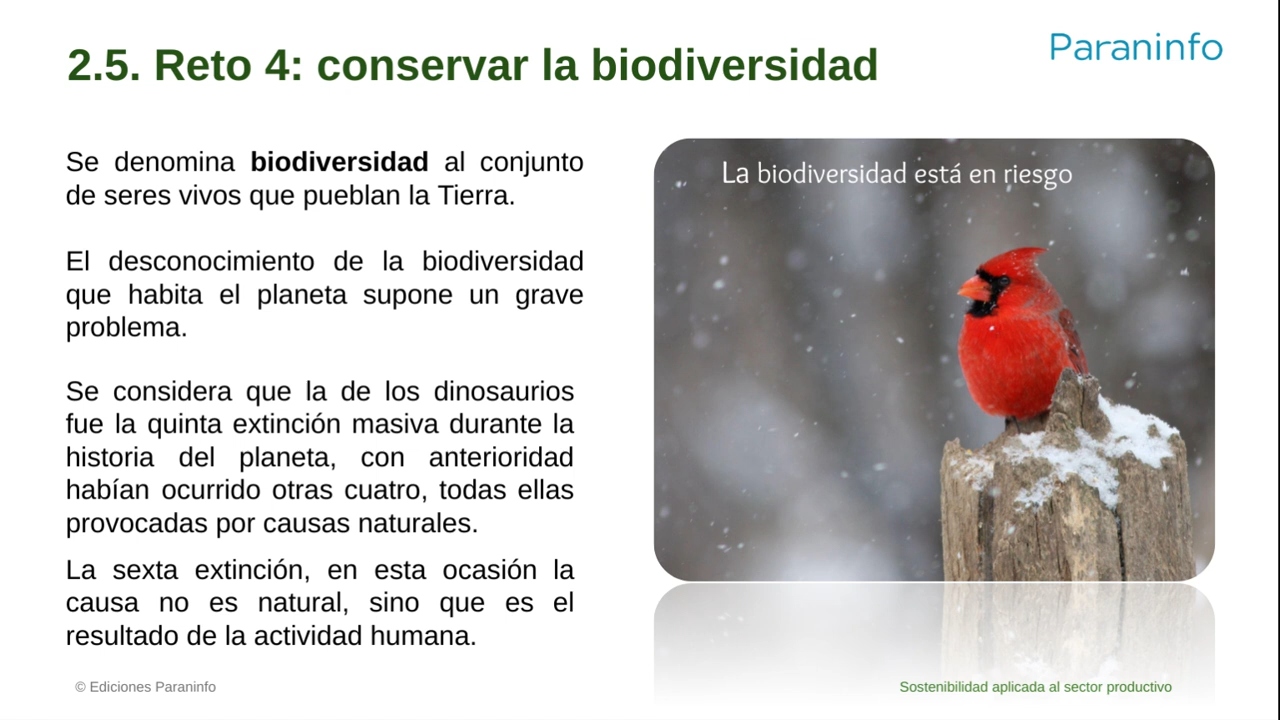 2.5. Reto 4: conservar la biodiversidad
Paraninfo
Se denomina biodiversidad al conjunto
de seres vivos que pueblan la Tierra.
El desconocimiento de la biodiversidad
que habita el planeta supone un grave
problema.
Se considera que la de los dinosaurios
fue la quinta extinción masiva durante la
historia del planeta, con anterioridad
habían ocurrido otras cuatro, todas ellas
provocadas por causas naturales.
La sexta extinción, en esta ocasión la
causa no es natural, sino que es el
resultado de la actividad humana.
La biodiversidad está en riesgo
© Ediciones Paraninfo
Sostenibilidad aplicada al sector productivo